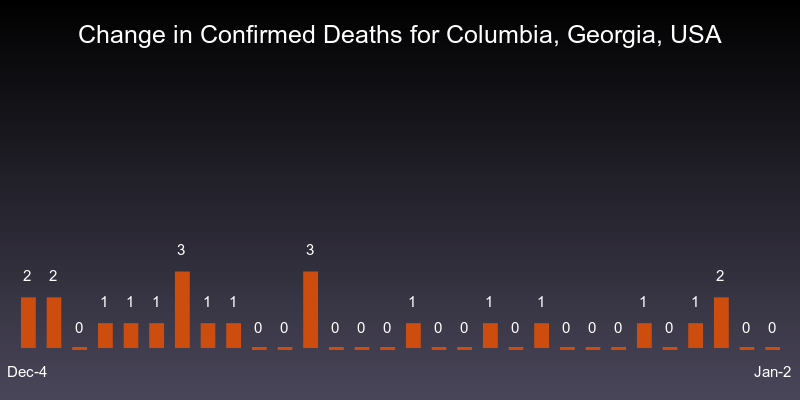 Change in Confirmed Deaths for Columbia, Georgia, USA
2 2 0 1 1 1 3 1 1 0 0 3 0 0 0 1 0 0 1 0 1 0 0 0 1 0 1 2 0 0
Dec-4 Jan-2